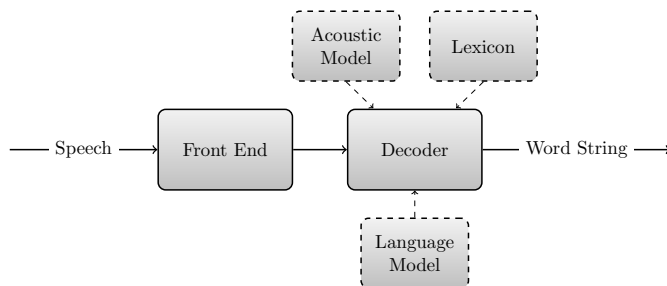 Acoustic
Model
Lexicon
Speech
Front End
Decoder
Word String
Language
Model